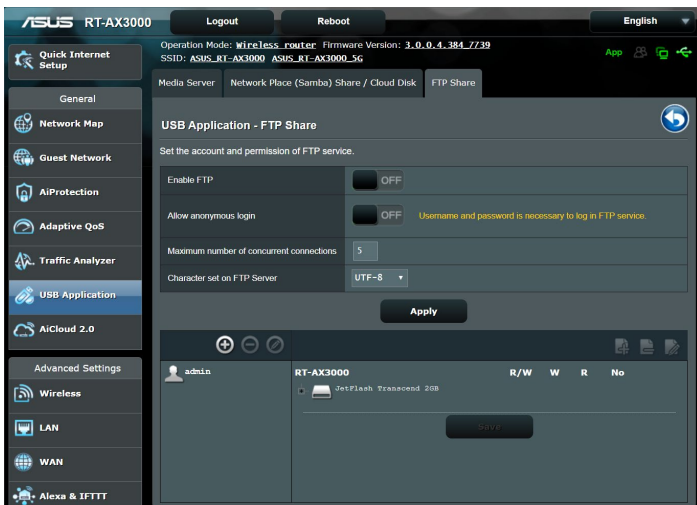 ASUS RT-AX3000
Logout
Reboot
English
Quick Internet Setup
Operation Mode: Wireless router Firmware Version: 3.0.0.4.384_7739
SSID: ASUS_RT-AX3000 ASUS_RT-AX3000_5G
App
Media Server
Network Place (Samba) Share / Cloud Disk
FTP Share
General
Network Map
Guest Network
AiProtection
Adaptive QoS
Traffic Analyzer
USB Application
AiCloud 2.0
Advanced Settings
Wireless
LAN
WAN
Alexa & IFTTT
USB Application - FTP Share
Set the account and permission of FTP service.
Enable FTP
OFF
Allow anonymous login
OFF
Username and password is necessary to log in FTP service.
Maximum number of concurrent connections
5
Character set on FTP Server
UTF-8
Apply
admin
RT-AX3000
R/W W R No
JetFlash Transcend 2GB
Save